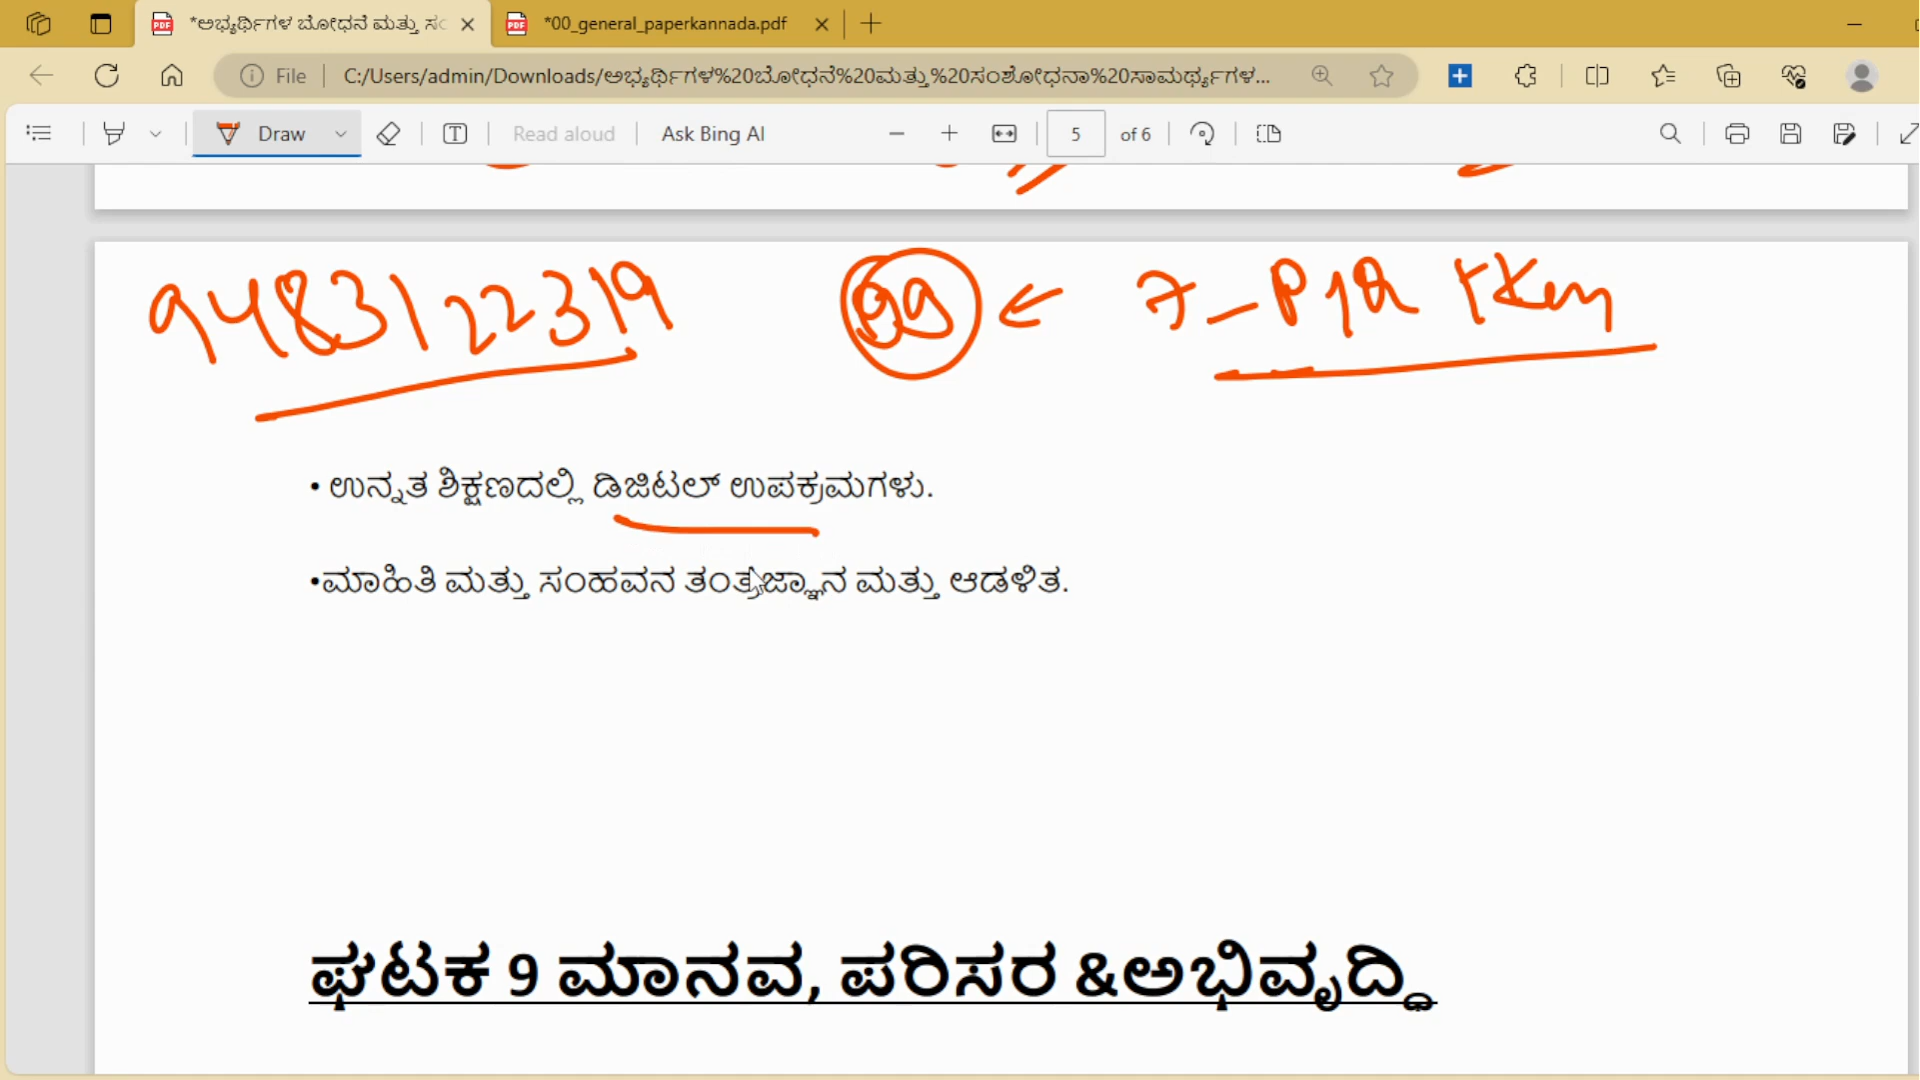 *ಅಭ್ಯರ್ಥಿಗಳ ಬೋಧನೆ ಮತ್ತು ಸಂ
*00_general_paperkannada.pdf
File C:/Users/admin/Downloads/ಅಭ್ಯರ್ಥಿಗಳ%20ಬೋಧನೆ%20ಮತ್ತು%20ಸಂಶೋಧನಾ%20ಸಾಮರ್ಥ್ಯಗಳ...
Draw Read aloud Ask Bing AI 5 of 6
9483122319 99 ← 7-
• ಉನ್ನತ ಶಿಕ್ಷಣದಲ್ಲಿ ಡಿಜಿಟಲ್ ಉಪಕ್ರಮಗಳು.
•ಮಾಹಿತಿ ಮತ್ತು ಸಂಹವನ ತಂತ್ರಜ್ಞಾನ ಮತ್ತು ಆಡಳಿತ.
ಘಟಕ 9 ಮಾನವ, ಪರಿಸರ &ಅಭಿವೃದ್ಧಿ